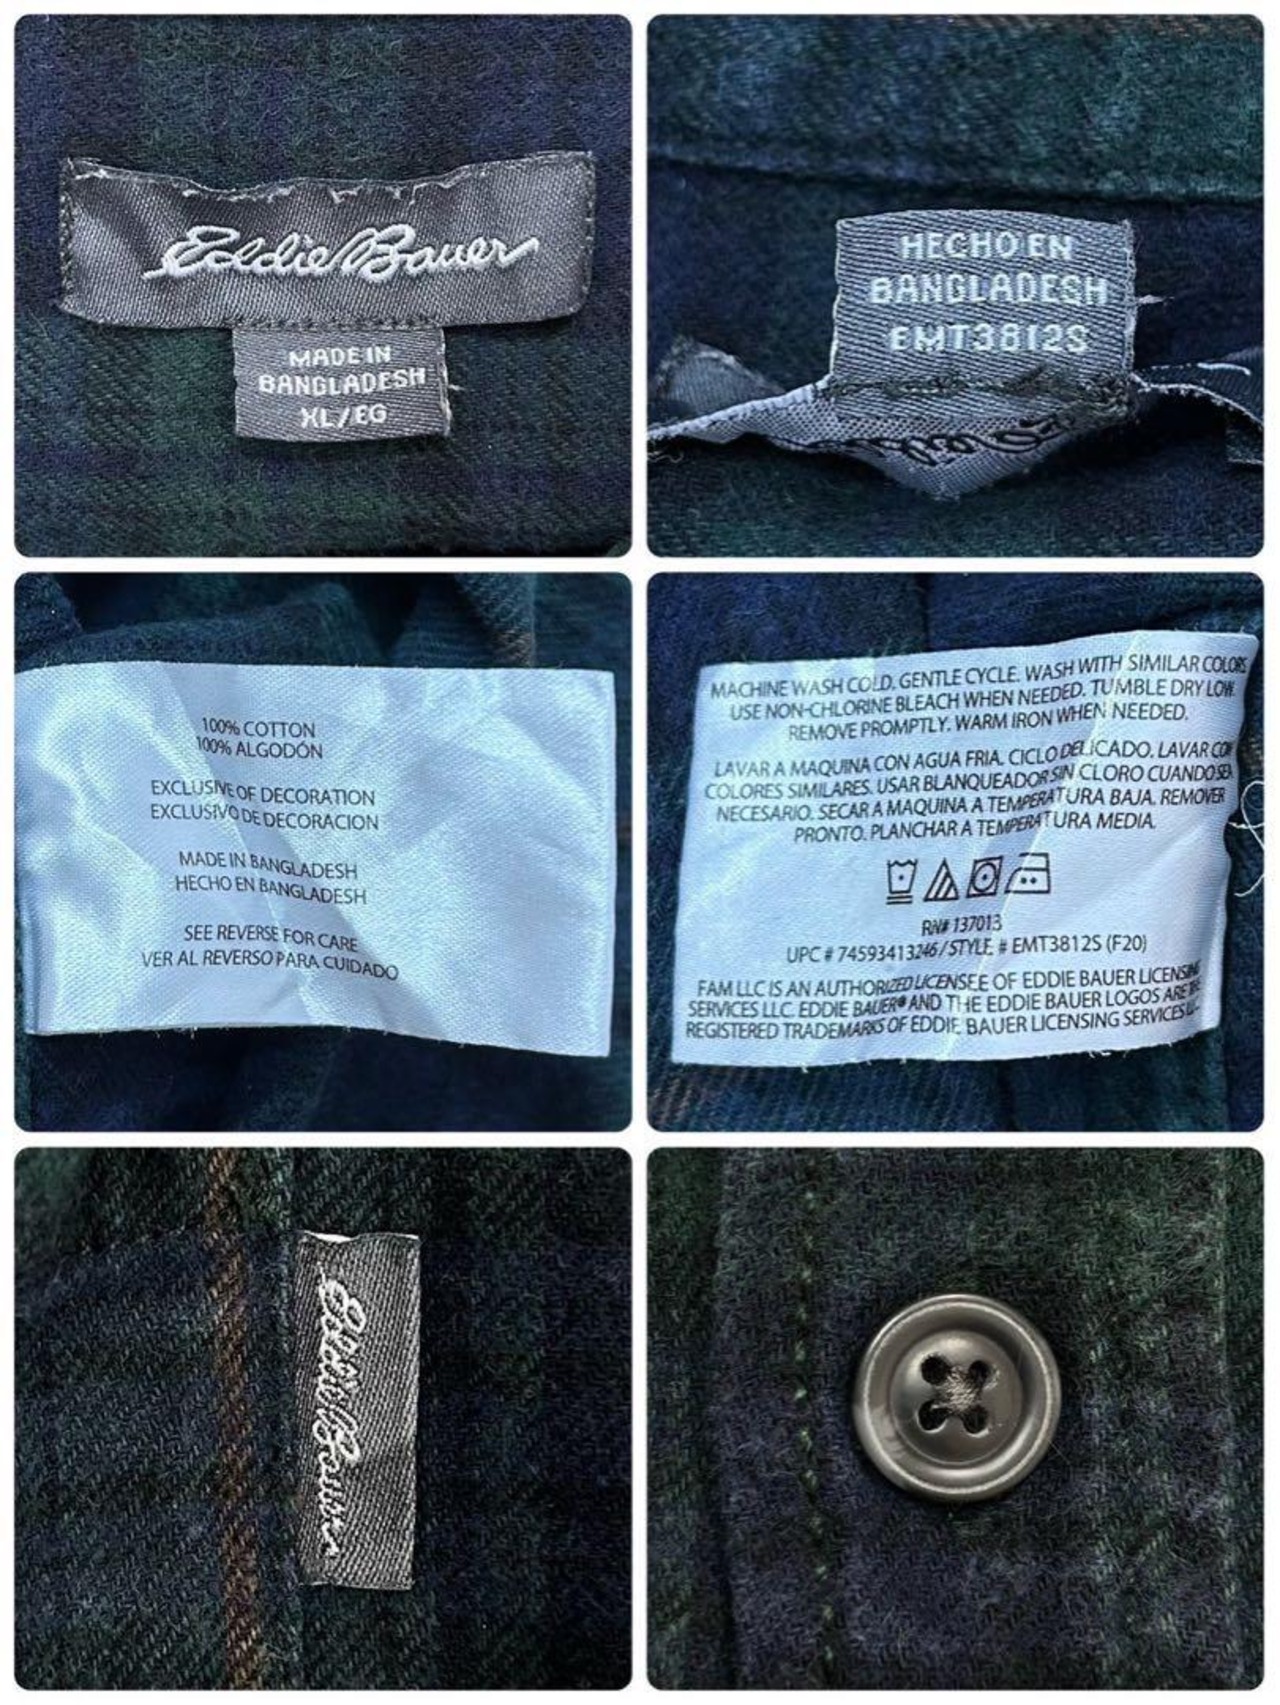 Eddie Bauer
MADE IN
BANGLADESH
XL/EG
HECHO EN
BANGLADESH
EMT3812S
100% COTTON
100% ALGODÓN
EXCLUSIVE OF DECORATION
EXCLUSIVO DE DECORACION
MADE IN BANGLADESH
HECHO EN BANGLADESH
SEE REVERSE FOR CARE
VER AL REVERSO PARA CUIDADO
MACHINE WASH COLD. GENTLE CYCLE. WASH WITH SIMILAR COLORS
USE NON-CHLORINE BLEACH WHEN NEEDED. TUMBLE DRY LOW.
REMOVE PROMPTLY. WARM IRON WHEN NEEDED.
LAVAR A MAQUINA CON AGUA FRIA. CICLO DELICADO. LAVAR CON
COLORES SIMILARES. USAR BLANQUEADOR SIN CLORO CUANDO SEA
NECESARIO. SECAR A MAQUINA A TEMPERATURA BAJA. REMOVER
PRONTO. PLANCHAR A TEMPERATURA MEDIA.
RN# 137013
UPC # 74593413246 / STYLE # EMT3812S (F20)
FAM LLC IS AN AUTHORIZED LICENSEE OF EDDIE BAUER LICENSING
SERVICES LLC. EDDIE BAUER® AND THE EDDIE BAUER LOGOS ARE THE
REGISTERED TRADEMARKS OF EDDIE BAUER LICENSING SERVICES
Eddie Bauer